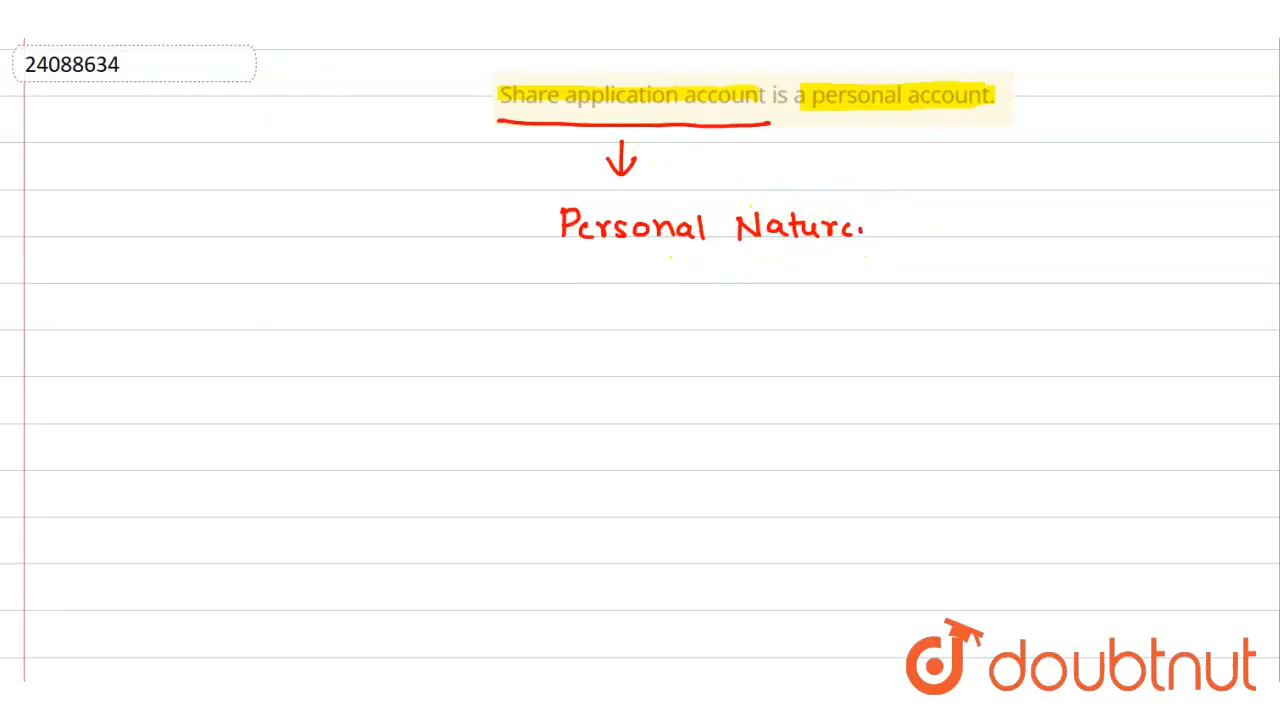 24088634
Share application account is a personal account.
Personal Nature.
doubtnut